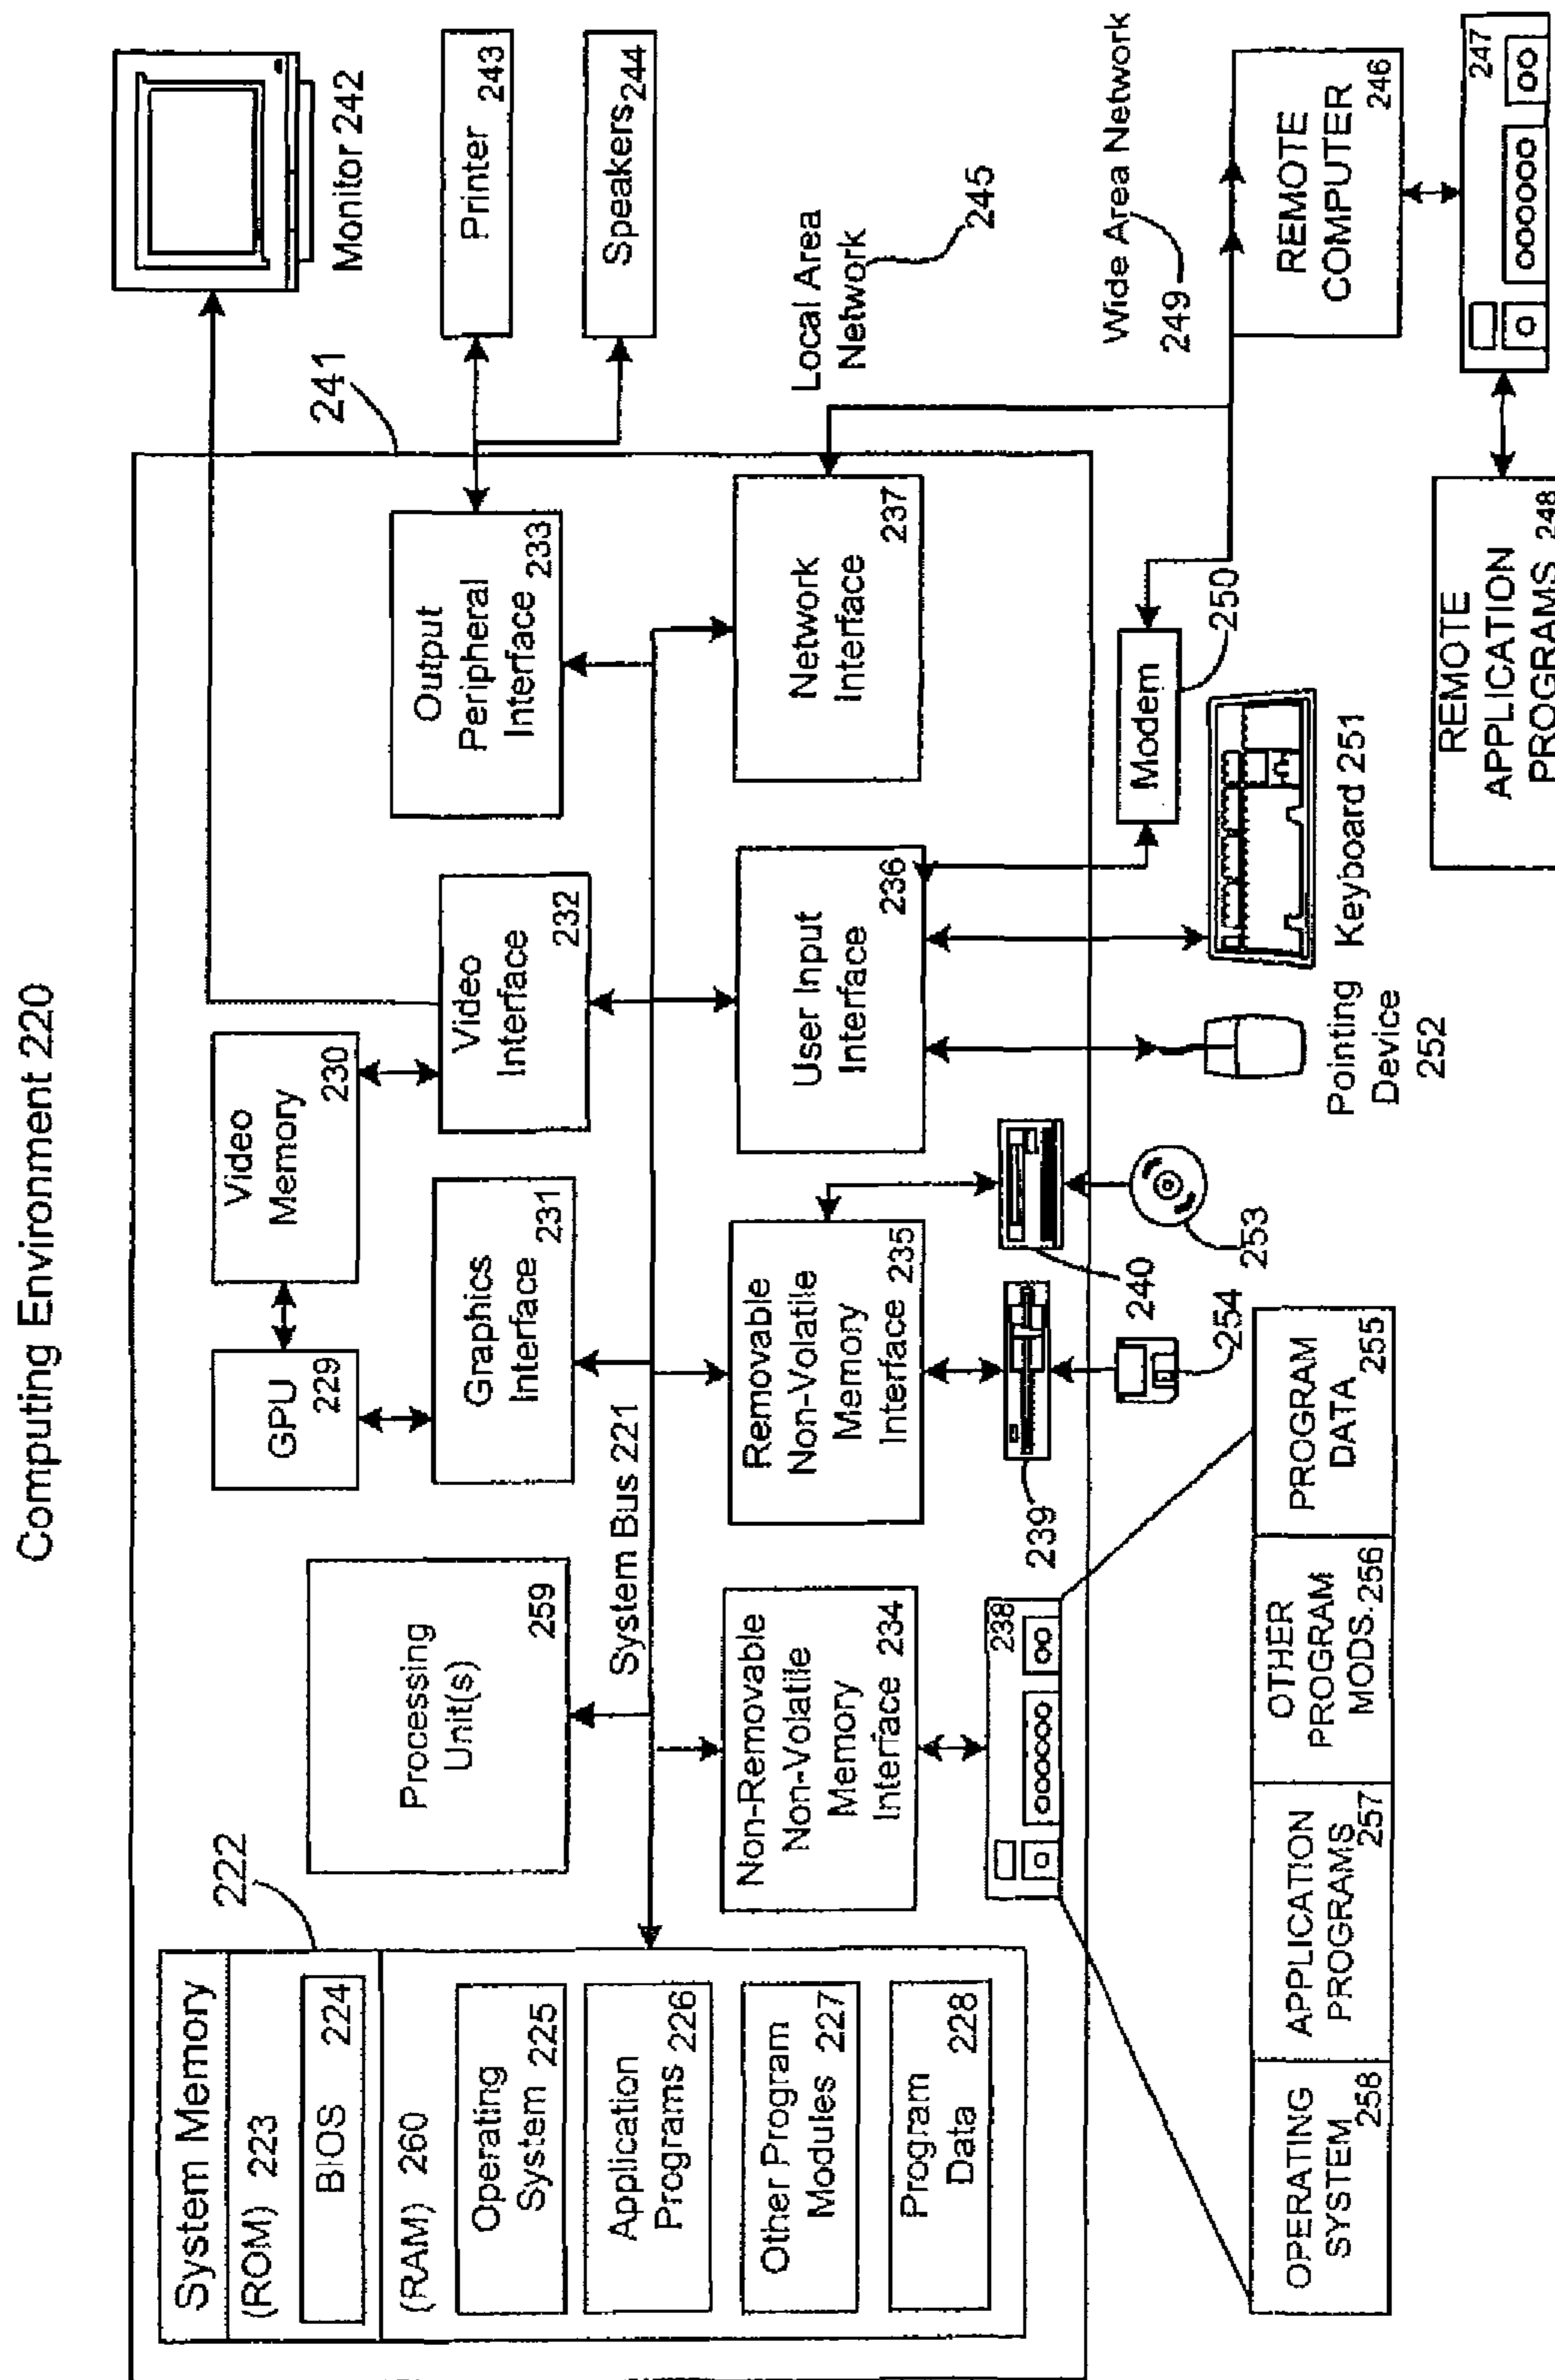 Computing Environment 220
System Memory
222
(ROM) 223
BIOS 224
(RAM) 260
Operating
System 225
Application
Programs 226
Other Program
Modules 227
Program
Data 228
Processing
Unit(s)
259
GPU
229
Video
Memory
230
Graphics
Interface
231
Video
Interface
232
Output
Peripheral
Interface 233
241
Monitor 242
Printer
243
Speakers 244
System Bus 221
Non-Removable
Non-Volatile
Memory
Interface 234
Removable
Non-Volatile
Memory
Interface 235
User Input
Interface
236
Network
Interface
237
Local Area
Network
245
238
239
240
254
253
Pointing
Device
252
Keyboard 251
Modem
250
Wide Area Network
249
REMOTE
COMPUTER
246
247
REMOTE
APPLICATION
PROGRAMS 248
OPERATING
SYSTEM
258
APPLICATION
PROGRAMS
257
OTHER
PROGRAM
MODS. 256
PROGRAM
DATA
255